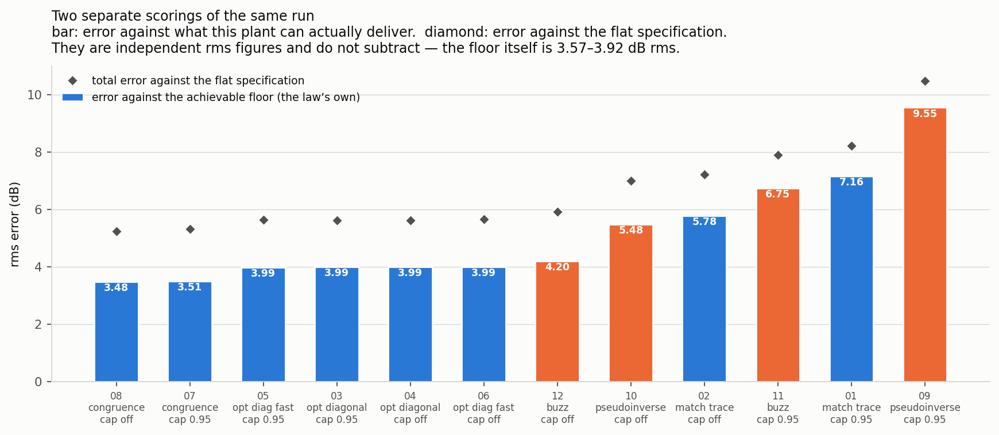 Two separate scorings of the same run
bar: error against what this plant can actually deliver.  diamond: error against the flat specification.
They are independent rms figures and do not subtract — the floor itself is 3.57–3.92 dB rms.
total error against the flat specification
error against the achievable floor (the law’s own)
rms error (dB)
10
8
6
4
2
0
3.48
3.51
3.99
3.99
3.99
3.99
4.20
5.48
5.78
6.75
7.16
9.55
08
congruence
cap off
07
congruence
cap 0.95
05
opt diag fast
cap 0.95
03
opt diagonal
cap 0.95
04
opt diagonal
cap off
06
opt diag fast
cap off
12
buzz
cap off
10
pseudoinverse
cap off
02
match trace
cap off
11
buzz
cap 0.95
01
match trace
cap 0.95
09
pseudoinverse
cap 0.95